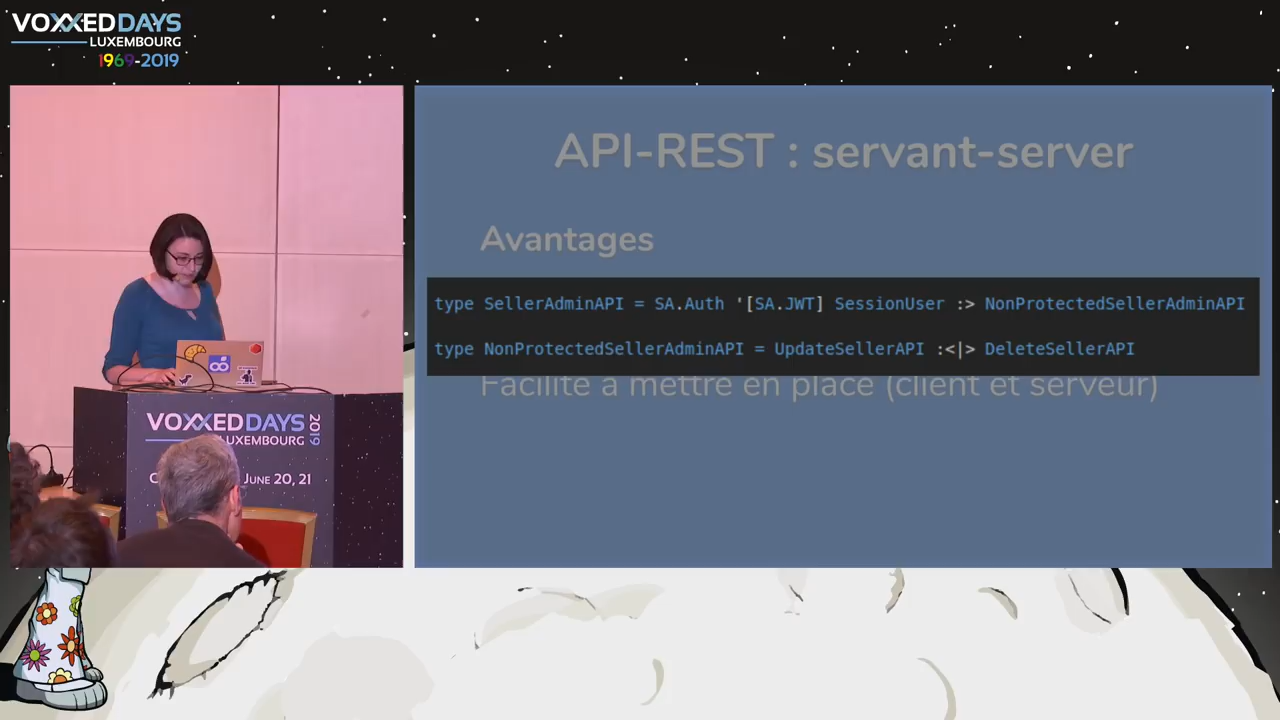 VOXXEDDAYS
LUXEMBOURG
1969-2019
API-REST : servant-server
Avantages
type SellerAdminAPI = SA.Auth '[SA.JWT] SessionUser :> NonProtectedSellerAdminAPI
type NonProtectedSellerAdminAPI = UpdateSellerAPI :<|> DeleteSellerAPI
Facilité à mettre en place (client et serveur)
VOXXEDDAYS
2019
LUXEMBOURG
JUNE 20, 21